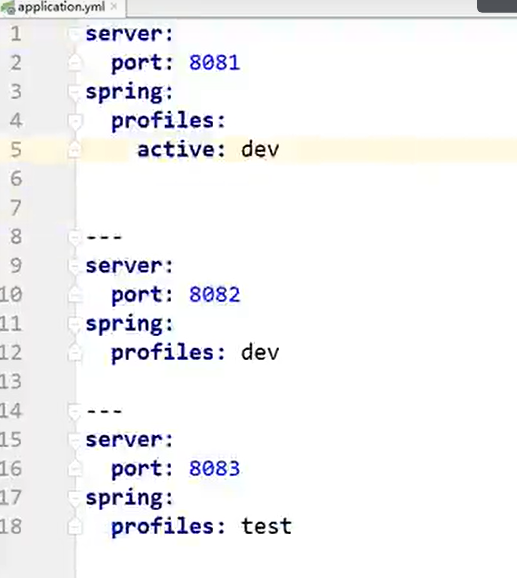 application.yml ×
1 server:
2   port: 8081
3 spring:
4   profiles:
5     active: dev
6
7
8 ---
9 server:
10   port: 8082
11 spring:
12   profiles: dev
13
14 ---
15 server:
16   port: 8083
17 spring:
18   profiles: test